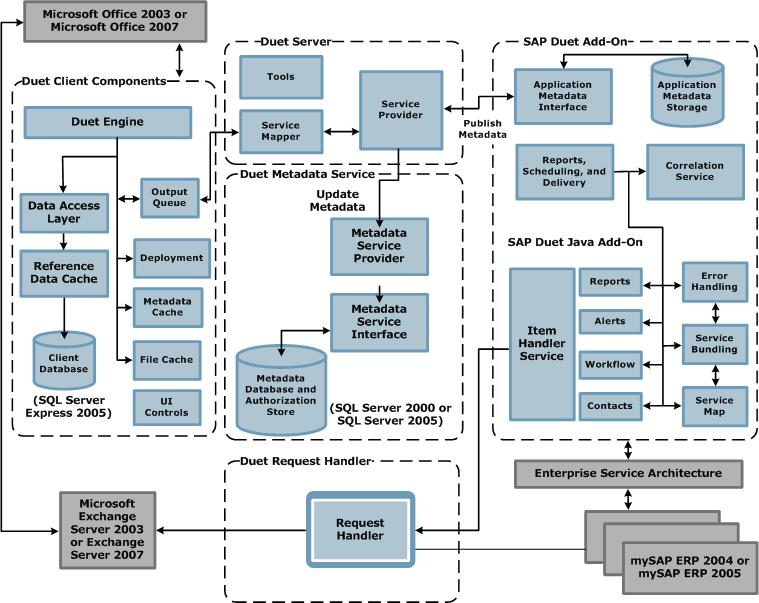 Microsoft Office 2003 or
Microsoft Office 2007
Duet Client Components
Duet Engine
Data Access
Layer
Output
Queue
Reference
Data Cache
Deployment
Metadata
Cache
Client
Database
File Cache
(SQL Server
Express 2005)
UI
Controls
Duet Server
Tools
Service
Mapper
Service
Provider
Publish
Metadata
Duet Metadata Service
Update
Metadata
Metadata
Service
Provider
Metadata
Service
Interface
Metadata
Database and
Authorization
Store
(SQL Server 2000 or
SQL Server 2005)
SAP Duet Add-On
Application
Metadata
Interface
Application
Metadata
Storage
Reports,
Scheduling, and
Delivery
Correlation
Service
SAP Duet Java Add-On
Item
Handler
Service
Reports
Alerts
Workflow
Contacts
Error
Handling
Service
Bundling
Service
Map
Enterprise Service Architecture
Duet Request Handler
Microsoft
Exchange
Server 2003
or Exchange
Server 2007
Request
Handler
mySAP ERP 2004 or
mySAP ERP 2005